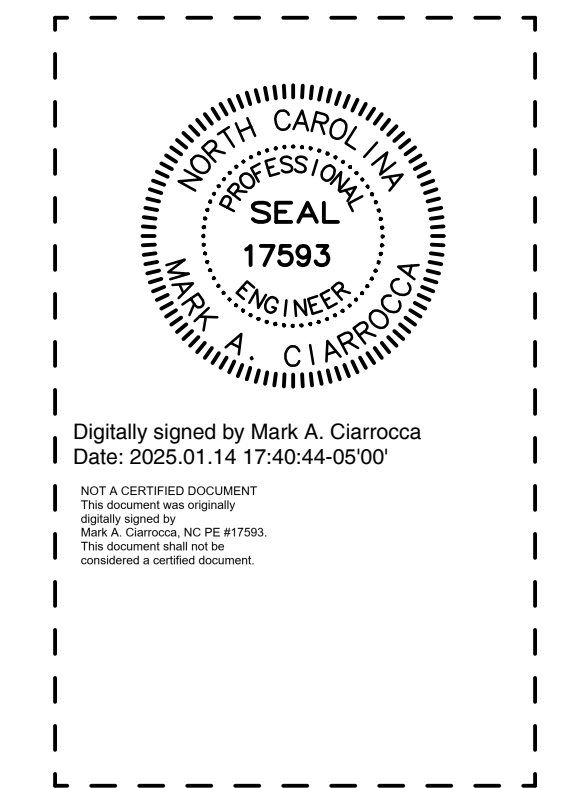 NORTH CAROLINA
PROFESSIONAL
SEAL
17593
ENGINEER
MARK A. CIARROCCA
Digitally signed by Mark A. Ciarrocca
Date: 2025.01.14 17:40:44-05'00'
NOT A CERTIFIED DOCUMENT
This document was originally
digitally signed by
Mark A. Ciarrocca, NC PE #17593.
This document shall not be
considered a certified document.